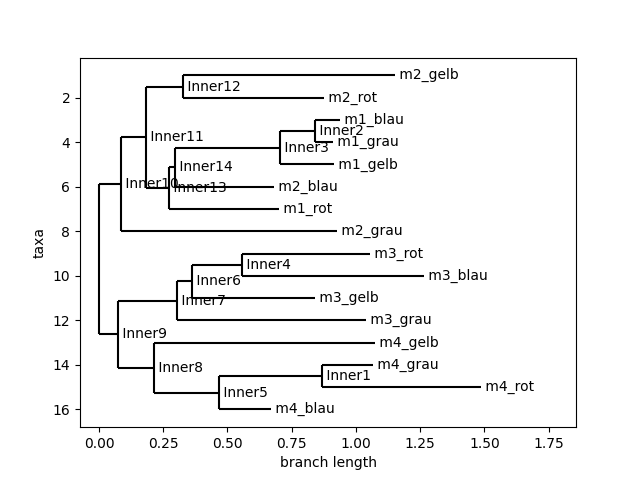 m2_gelb
Inner12
2
m2_rot
m1_blau
Inner2
Inner11
4
m1_grau
Inner3
m1_gelb
Inner14
Inner10
6
Inner13
m2_blau
m1_rot
8
m2_grau
taxa
m3_rot
Inner4
10
m3_blau
Inner6
m3_gelb
Inner7
12
m3_grau
Inner9
m4_gelb
14
m4_grau
Inner8
Inner1
m4_rot
Inner5
16
m4_blau
0.00 0.25 0.50 0.75 1.00 1.25 1.50 1.75
branch length